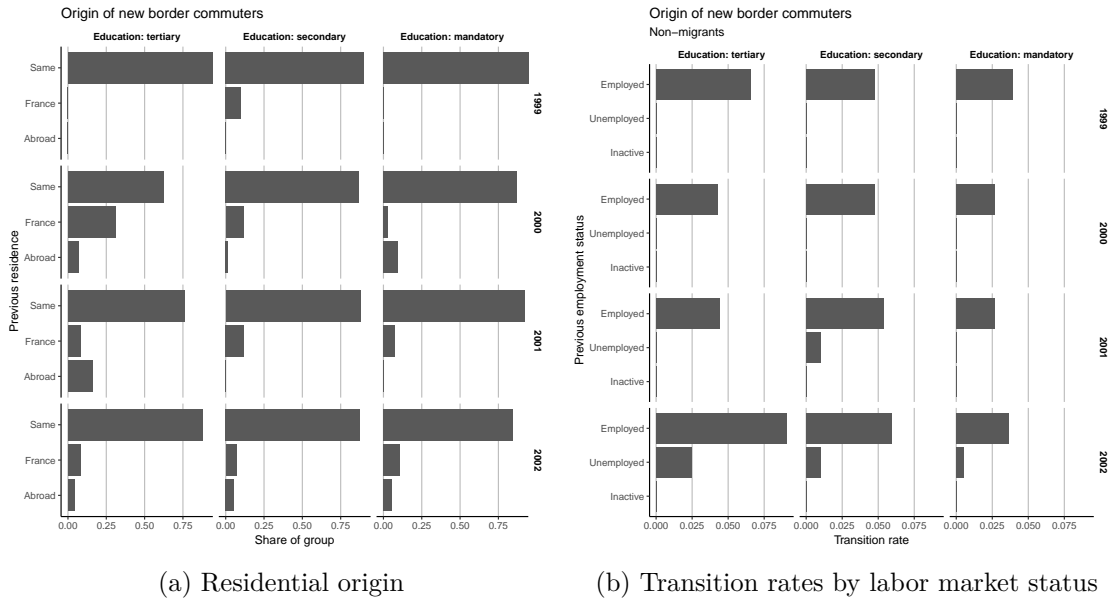 Origin of new border commuters
Education: tertiary Education: secondary Education: mandatory
Previous residence
Same
France
Abroad
1999
Same
France
Abroad
2000
Same
France
Abroad
2001
Same
France
Abroad
2002
0.00 0.25 0.50 0.75 0.00 0.25 0.50 0.75 0.00 0.25 0.50 0.75
Share of group
(a) Residential origin
Origin of new border commuters
Non−migrants
Education: tertiary Education: secondary Education: mandatory
Previous employment status
Employed
Unemployed
Inactive
1999
Employed
Unemployed
Inactive
2000
Employed
Unemployed
Inactive
2001
Employed
Unemployed
Inactive
2002
0.000 0.025 0.050 0.075 0.000 0.025 0.050 0.075 0.000 0.025 0.050 0.075
Transition rate
(b) Transition rates by labor market status